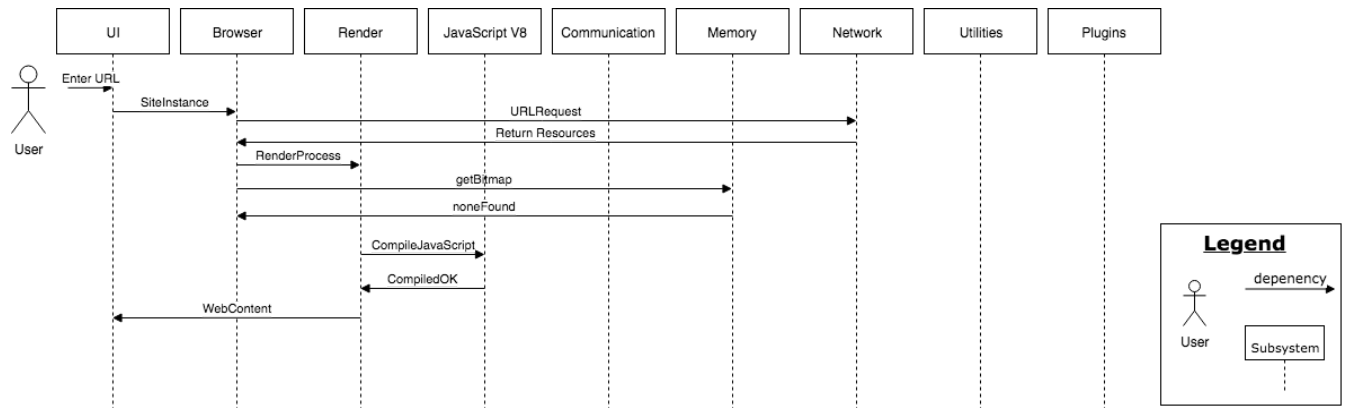 UI
Browser
Render
JavaScript V8
Communication
Memory
Network
Utilities
Plugins
Enter URL
User
SiteInstance
URLRequest
Return Resources
RenderProcess
getBitmap
noneFound
CompileJavaScript
CompiledOK
WebContent
Legend
depenency
User
Subsystem